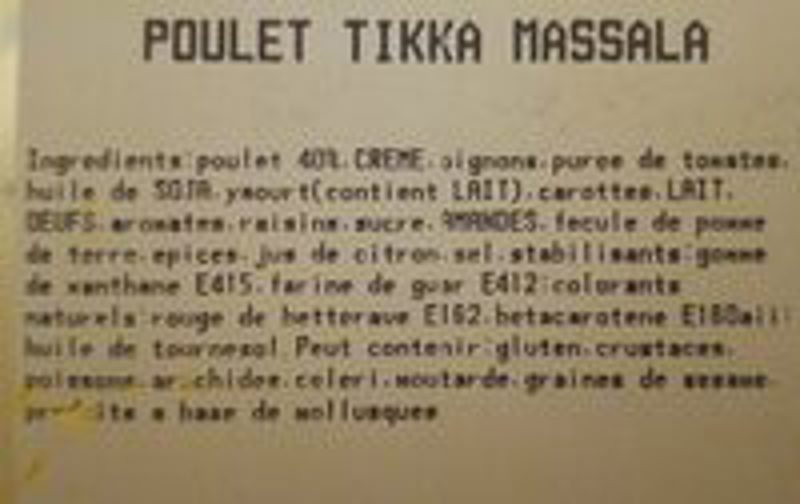 POULET TIKKA MASSALA
Ingredients:poulet 40%.CREME.oignons.puree de tomates.
huile de SOJA.yaourt(contient LAIT).carottes.LAIT.
OEUFS.aromates.raisins.sucre.AMANDES.fecule de pomme
de terre.epices.jus de citron.sel.stabilisants:gomme
de xanthane E415.farine de guar E412:colorants
naturels:rouge de betterave E162.betacarotene E160aii:
huile de tournesol Peut contenir:gluten.crustaces.
poissons.arachides.celeri.moutarde.graines de sesame.
produits a base de mollusques